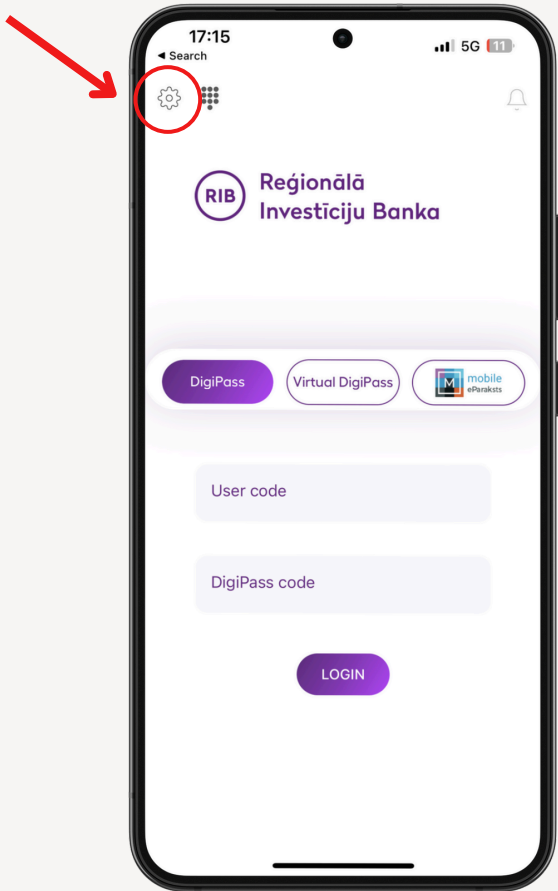 17:15
5G 11
◄ Search
RIB
Reģionālā
Investīciju Banka
DigiPass
Virtual DigiPass
M
mobile
eParaksts
User code
DigiPass code
LOGIN